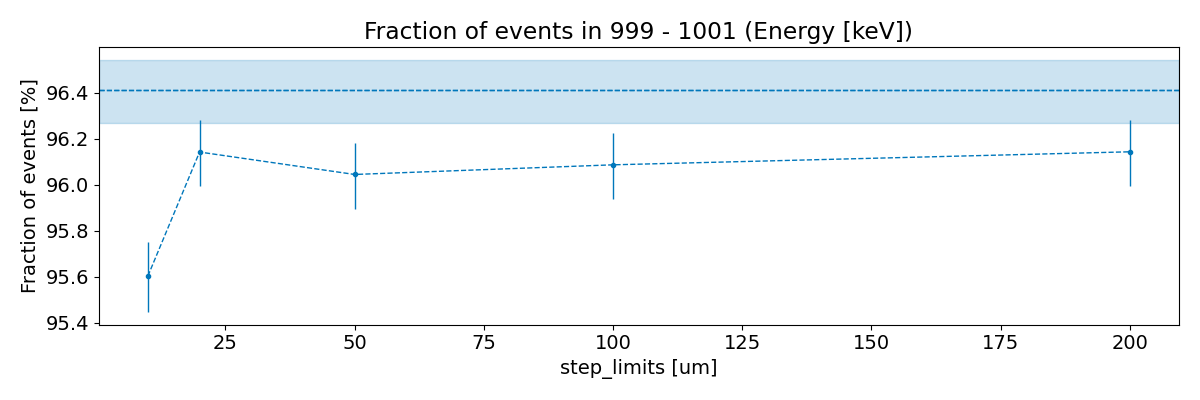 Fraction of events in 999 - 1001 (Energy [keV])
Fraction of events [%]
96.4
96.2
96.0
95.8
95.6
95.4
25 50 75 100 125 150 175 200
step_limits [um]